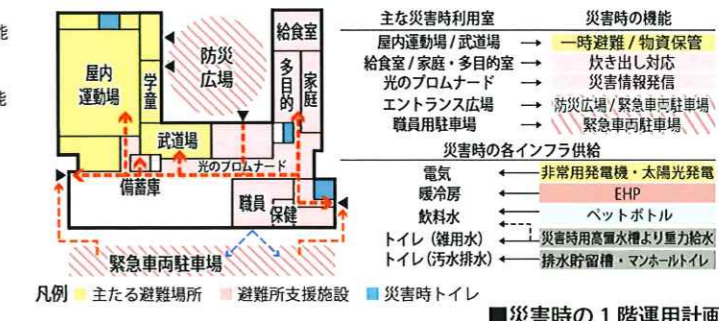 能
能
給食室
防災
広場
屋内
運動場
学童
多目的
家庭
武道場
光のプロムナード
備蓄庫
職員
保健
緊急車両駐車場
凡例 主たる避難場所 避難所支援施設 災害時トイレ
主な災害時利用室 災害時の機能
屋内運動場/武道場 → 一時避難/物資保管
給食室/家庭・多目的室 → 炊き出し対応
光のプロムナード → 災害情報発信
エントランス広場 → 防災広場/緊急車両駐車場
職員用駐車場 → 緊急車両駐車場
災害時の各インフラ供給
電気 ← 非常用発電機・太陽光発電
暖冷房 ← EHP
飲料水 ← ペットボトル
トイレ(雑用水) ← 災害時用高置水槽より重力給水
トイレ(汚水排水) ← 排水貯留槽・マンホールトイレ
■災害時の1階運用計画